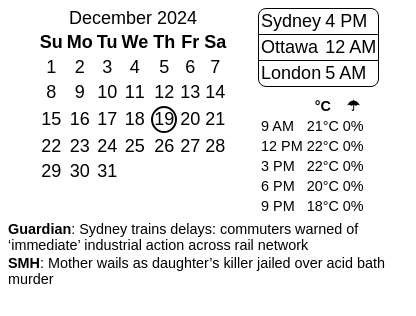 December 2024
Su Mo Tu We Th Fr Sa
1 2 3 4 5 6 7
8 9 10 11 12 13 14
15 16 17 18 19 20 21
22 23 24 25 26 27 28
29 30 31
Sydney 4 PM
Ottawa 12 AM
London 5 AM
°C ☂
9 AM 21°C 0%
12 PM 22°C 0%
3 PM 22°C 0%
6 PM 20°C 0%
9 PM 18°C 0%
Guardian: Sydney trains delays: commuters warned of
‘immediate’ industrial action across rail network
SMH: Mother wails as daughter’s killer jailed over acid bath
murder